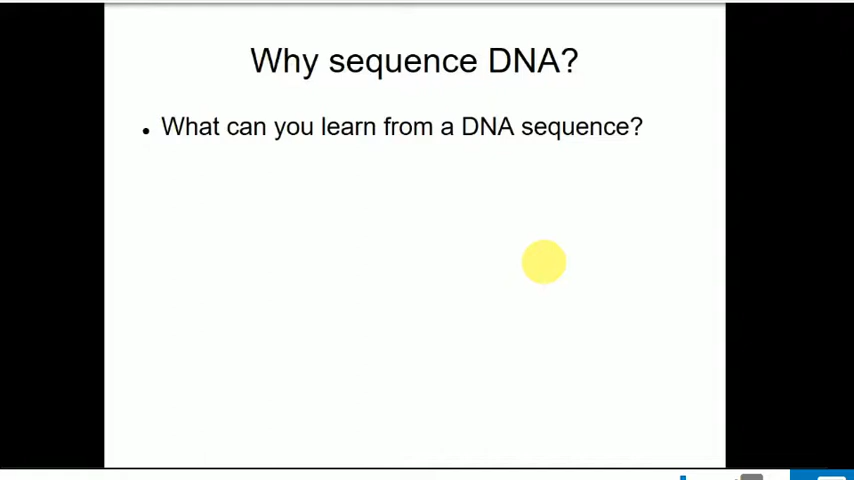 Why sequence DNA?
• What can you learn from a DNA sequence?